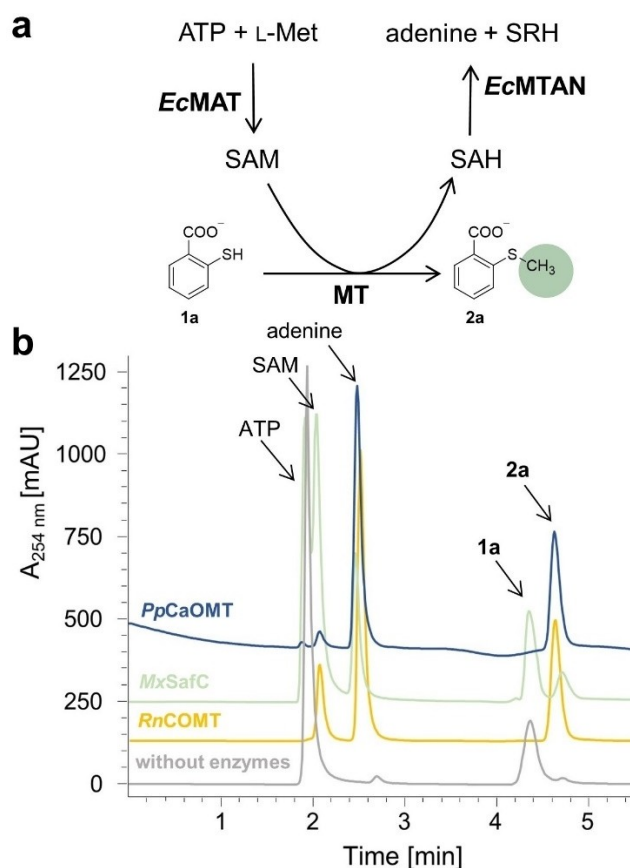 a
ATP + L-Met
adenine + SRH
EcMAT
EcMTAN
SAM
SAH
COO⁻
SH
1a
MT
COO⁻
S
CH₃
2a
b
adenine
SAM
ATP
2a
1a
A254 nm [mAU]
1250
1000
750
500
250
0
PpCaOMT
MxSafC
RnCOMT
without enzymes
1 2 3 4 5
Time [min]